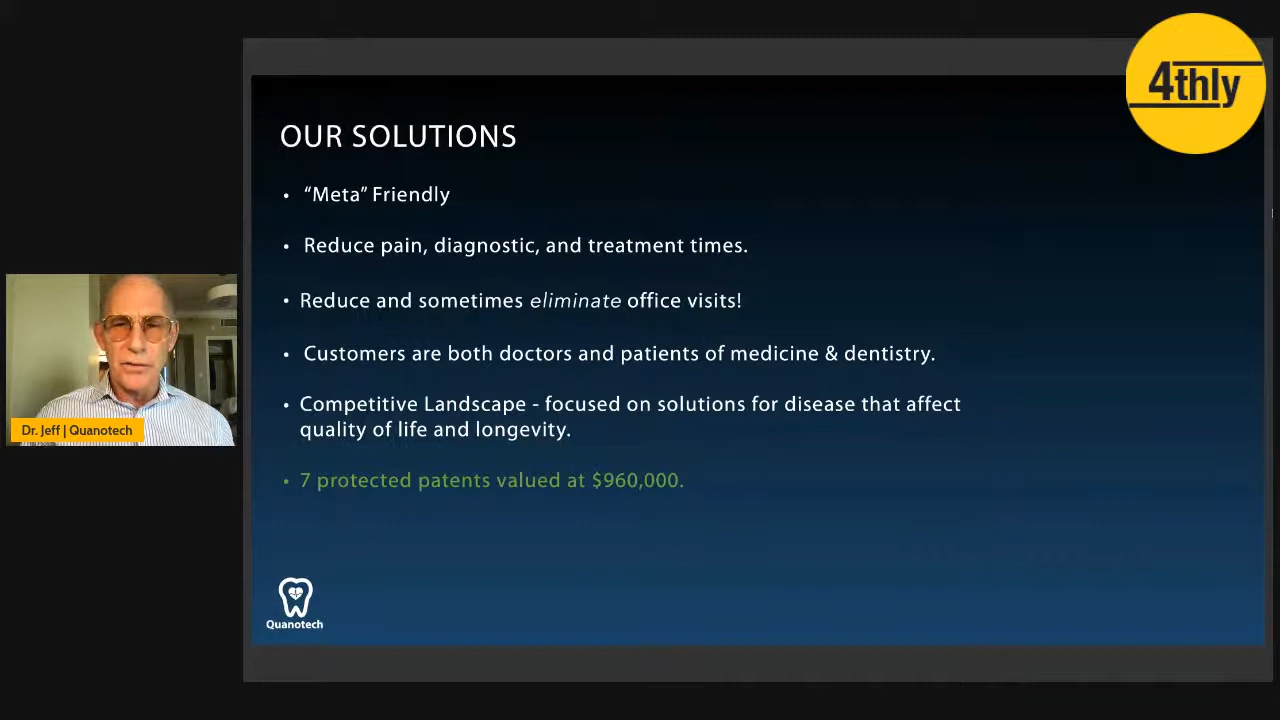 4thly
OUR SOLUTIONS
• “Meta” Friendly
• Reduce pain, diagnostic, and treatment times.
• Reduce and sometimes eliminate office visits!
• Customers are both doctors and patients of medicine & dentistry.
• Competitive Landscape - focused on solutions for disease that affect
quality of life and longevity.
• 7 protected patents valued at $960,000.
Dr. Jeff | Quanotech
Quanotech